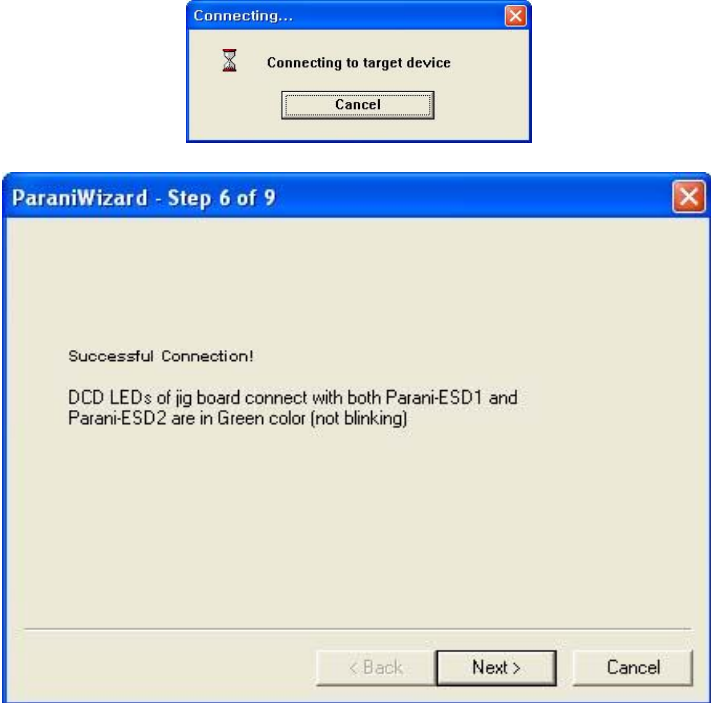 Connecting...
Connecting to target device
Cancel
ParaniWizard - Step 6 of 9
Successful Connection!
DCD LEDs of jig board connect with both Parani-ESD1 and
Parani-ESD2 are in Green color (not blinking)
< Back
Next >
Cancel